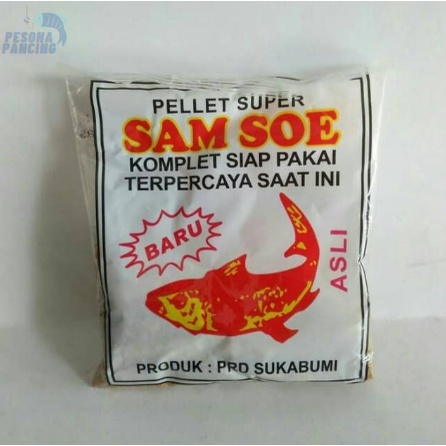 PESONA
PANCING
PELLET SUPER
SAM SOE
KOMPLET SIAP PAKAI
TERPERCAYA SAAT INI
BARU
ASLI
PRODUK : PRD SUKABUMI